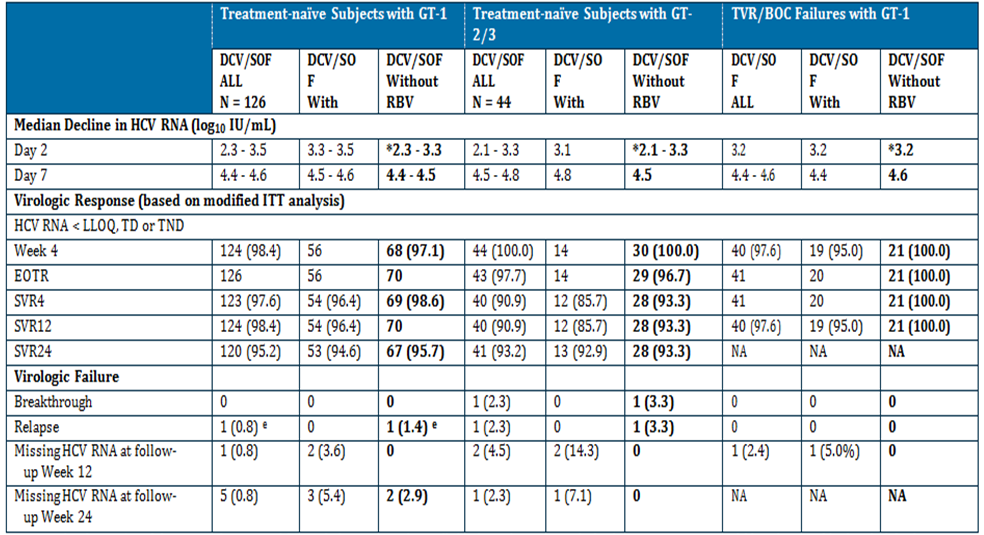 Treatment-naïve Subjects with GT-1 Treatment-naïve Subjects with GT-2/3 TVR/BOC Failures with GT-1
DCV/SOF ALL N = 126 DCV/SO F With DCV/SOF Without RBV DCV/SOF ALL N = 44 DCV/SO F With DCV/SOF Without RBV DCV/SO F ALL DCV/SO F With DCV/SOF Without RBV
Median Decline in HCV RNA (log10 IU/mL)
Day 2 2.3 - 3.5 3.3 - 3.5 *2.3 - 3.3 2.1 - 3.3 3.1 *2.1 - 3.3 3.2 3.2 *3.2
Day 7 4.4 - 4.6 4.5 - 4.6 4.4 - 4.5 4.5 - 4.8 4.8 4.5 4.4 - 4.6 4.4 4.6
Virologic Response (based on modified ITT analysis)
HCV RNA < LLOQ, TD or TND
Week 4 124 (98.4) 56 68 (97.1) 44 (100.0) 14 30 (100.0) 40 (97.6) 19 (95.0) 21 (100.0)
EOTR 126 56 70 43 (97.7) 14 29 (96.7) 41 20 21 (100.0)
SVR4 123 (97.6) 54 (96.4) 69 (98.6) 40 (90.9) 12 (85.7) 28 (93.3) 41 20 21 (100.0)
SVR12 124 (98.4) 54 (96.4) 70 40 (90.9) 12 (85.7) 28 (93.3) 40 (97.6) 19 (95.0) 21 (100.0)
SVR24 120 (95.2) 53 (94.6) 67 (95.7) 41 (93.2) 13 (92.9) 28 (93.3) NA NA NA
Virologic Failure
Breakthrough 0 0 0 1 (2.3) 1 (3.3) 0 0 0
Relapse 1 (0.8) e 0 1 (1.4) e 1 (2.3) 0 1 (3.3) 0 0 0
Missing HCV RNA at follow-up Week 12 1 (0.8) 2 (3.6) 0 2 (4.5) 2 (14.3) 0 1 (2.4) 1 (5.0%) 0
Missing HCV RNA at follow-up Week 24 5 (0.8) 3 (5.4) 2 (2.9) 1 (2.3) 1 (7.1) 0 NA NA NA